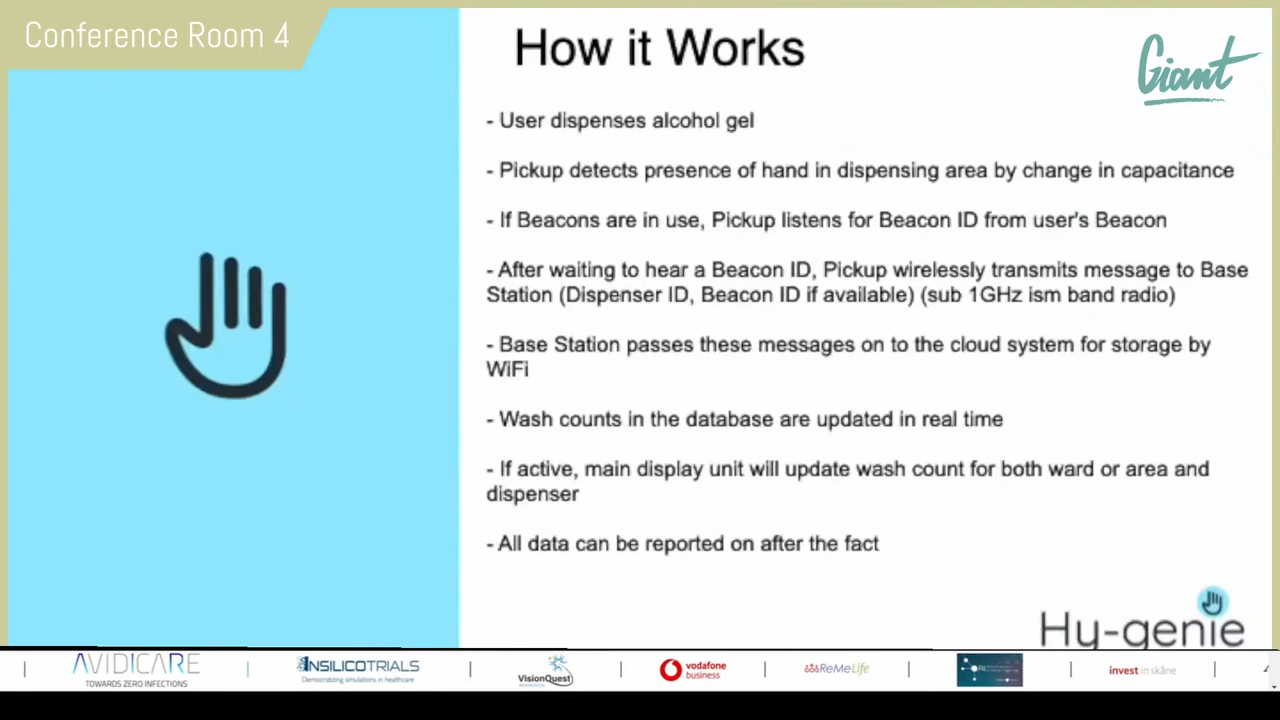 Conference Room 4
How it Works
Giant
- User dispenses alcohol gel
- Pickup detects presence of hand in dispensing area by change in capacitance
- If Beacons are in use, Pickup listens for Beacon ID from user's Beacon
- After waiting to hear a Beacon ID, Pickup wirelessly transmits message to Base
Station (Dispenser ID, Beacon ID if available) (sub 1GHz ism band radio)
- Base Station passes these messages on to the cloud system for storage by
WiFi
- Wash counts in the database are updated in real time
- If active, main display unit will update wash count for both ward or area and
dispenser
- All data can be reported on after the fact
Hy-genie
AVIDICARE
TOWARDS ZERO INFECTIONS
INSILICOTRIALS
Democratizing simulations in healthcare
VisionQuest
vodafone
business
ReMeLife
invest in skåne